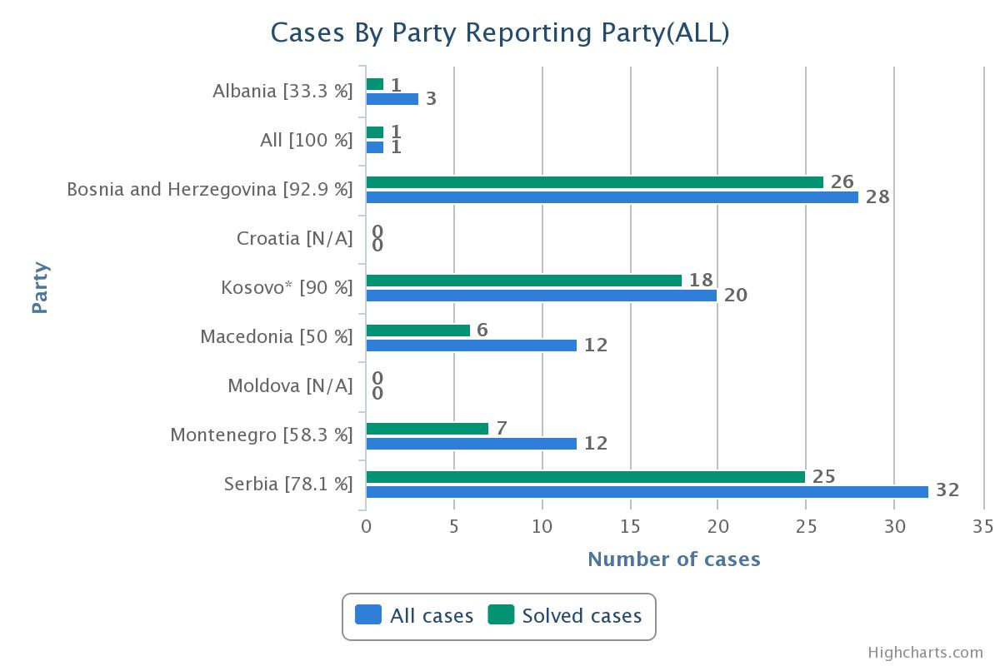 Cases By Party Reporting Party(ALL)
Albania [33.3 %]
1
3
All [100 %]
1
1
Bosnia and Herzegovina [92.9 %]
26
28
Croatia [N/A]
0
0
Kosovo* [90 %]
18
20
Macedonia [50 %]
6
12
Moldova [N/A]
0
0
Montenegro [58.3 %]
7
12
Serbia [78.1 %]
25
32
Party
0 5 10 15 20 25 30 35
Number of cases
All cases Solved cases
Highcharts.com